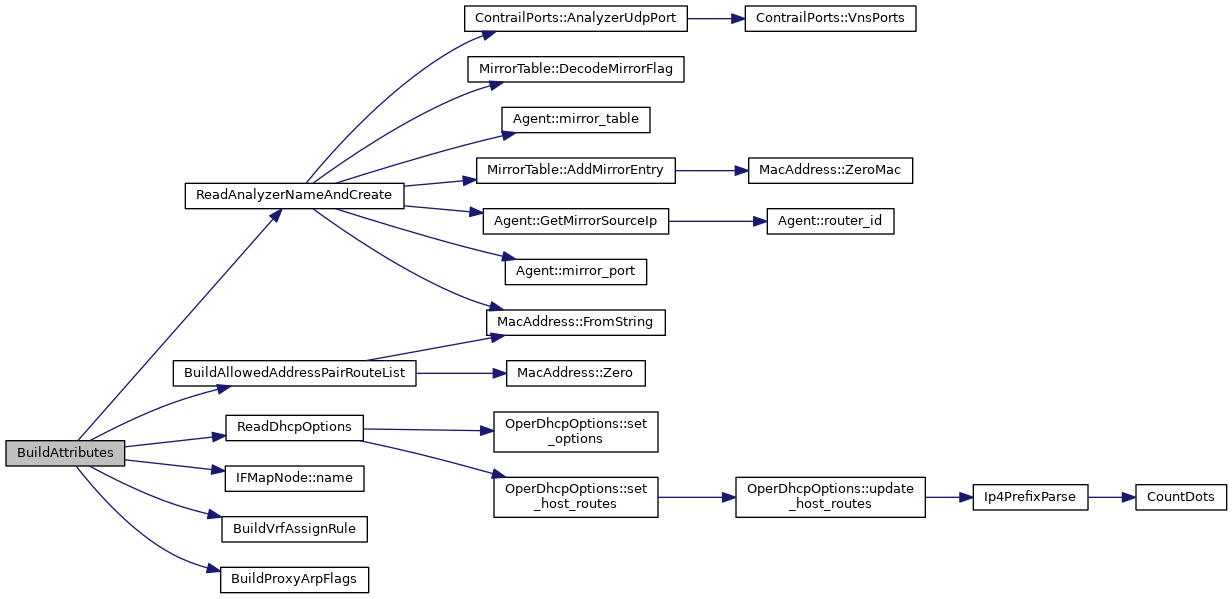 ContrailPorts::AnalyzerUdpPort
ContrailPorts::VnsPorts
MirrorTable::DecodeMirrorFlag
Agent::mirror_table
MirrorTable::AddMirrorEntry
MacAddress::ZeroMac
ReadAnalyzerNameAndCreate
Agent::GetMirrorSourceIp
Agent::router_id
Agent::mirror_port
MacAddress::FromString
BuildAllowedAddressPairRouteList
MacAddress::Zero
ReadDhcpOptions
OperDhcpOptions::set
_options
BuildAttributes
IFMapNode::name
OperDhcpOptions::set
_host_routes
OperDhcpOptions::update
_host_routes
Ip4PrefixParse
CountDots
BuildVrfAssignRule
BuildProxyArpFlags